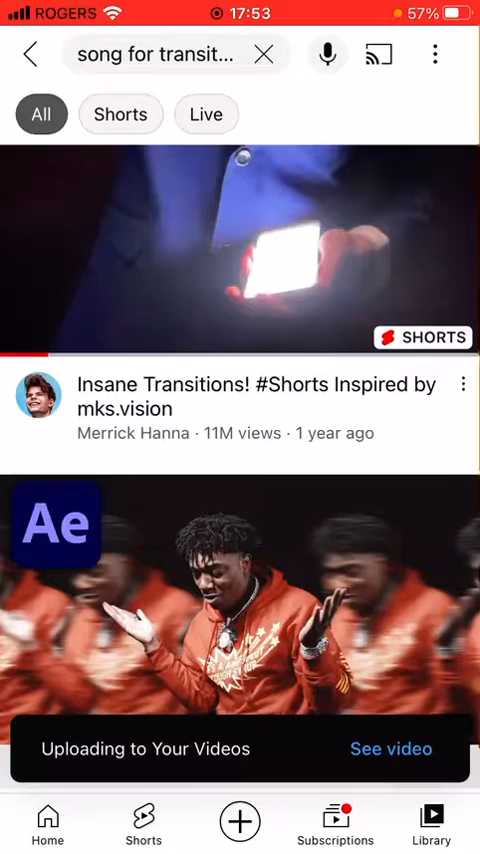 ROGERS 17:53 57%
song for transit...
All Shorts Live
SHORTS
Insane Transitions! #Shorts Inspired by
mks.vision
Merrick Hanna · 11M views · 1 year ago
Ae
Uploading to Your Videos See video
Home Shorts Subscriptions Library